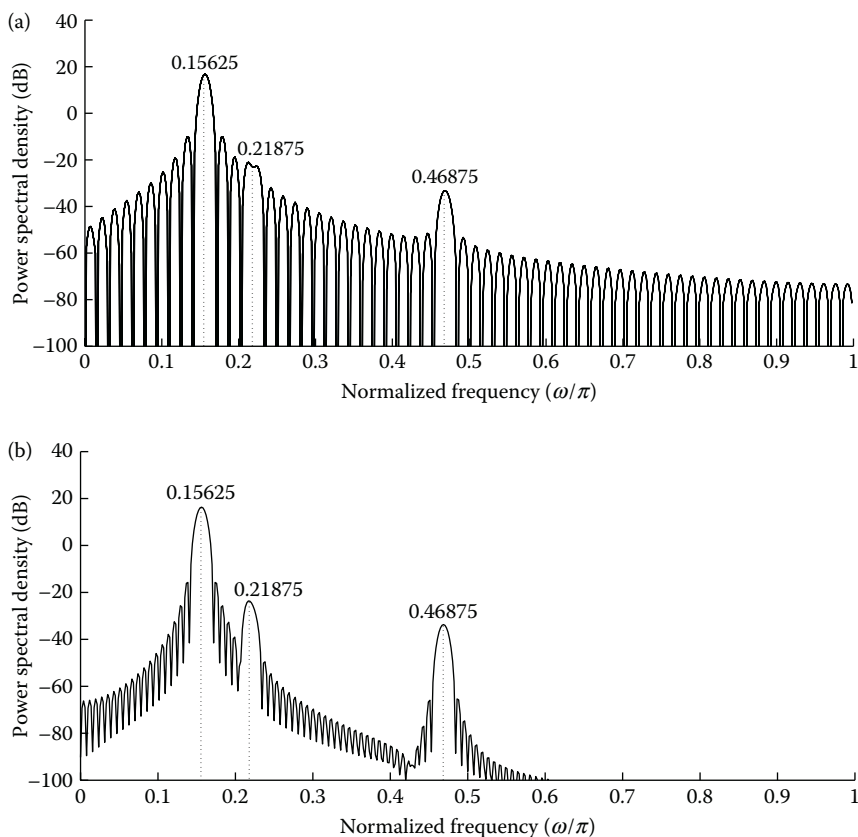 (a)
40
20
0
−20
−40
−60
−80
−100
Power spectral density (dB)
0.15625
0.21875
0.46875
0 0.1 0.2 0.3 0.4 0.5 0.6 0.7 0.8 0.9 1
Normalized frequency (ω/π)
(b)
40
20
0
−20
−40
−60
−80
−100
Power spectral density (dB)
0.15625
0.21875
0.46875
0 0.1 0.2 0.3 0.4 0.5 0.6 0.7 0.8 0.9 1
Normalized frequency (ω/π)